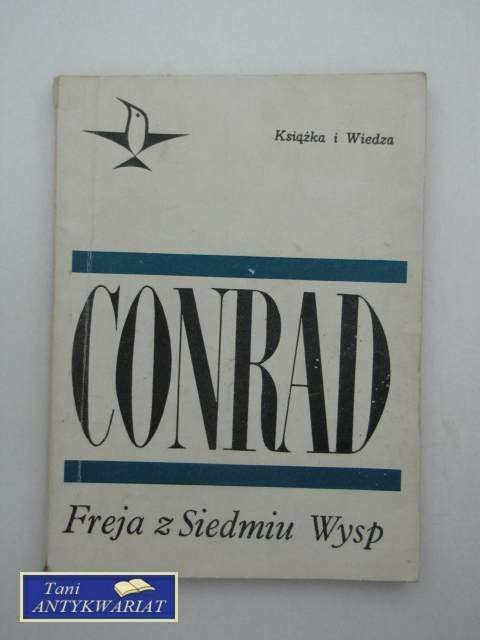 Książka i Wiedza
CONRAD
Freja z Siedmiu Wysp
Tani
ANTYKWARIAT